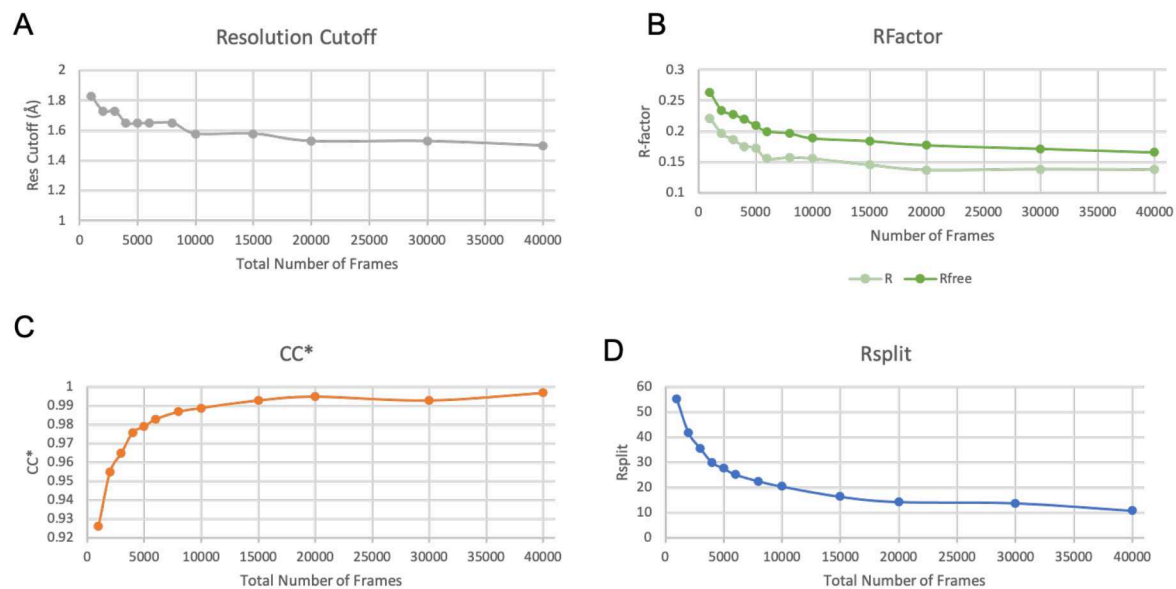 A
Resolution Cutoff
Res Cutoff (Å)
2
1.8
1.6
1.4
1.2
1
0 5000 10000 15000 20000 25000 30000 35000 40000
Total Number of Frames
B
RFactor
R-factor
0.3
0.25
0.2
0.15
0.1
0 5000 10000 15000 20000 25000 30000 35000 40000
Number of Frames
R Rfree
C
CC*
CC*
1
0.99
0.98
0.97
0.96
0.95
0.94
0.93
0.92
0 5000 10000 15000 20000 25000 30000 35000 40000
Total Number of Frames
D
Rsplit
Rsplit
60
50
40
30
20
10
0
0 5000 10000 15000 20000 25000 30000 35000 40000
Total Number of Frames